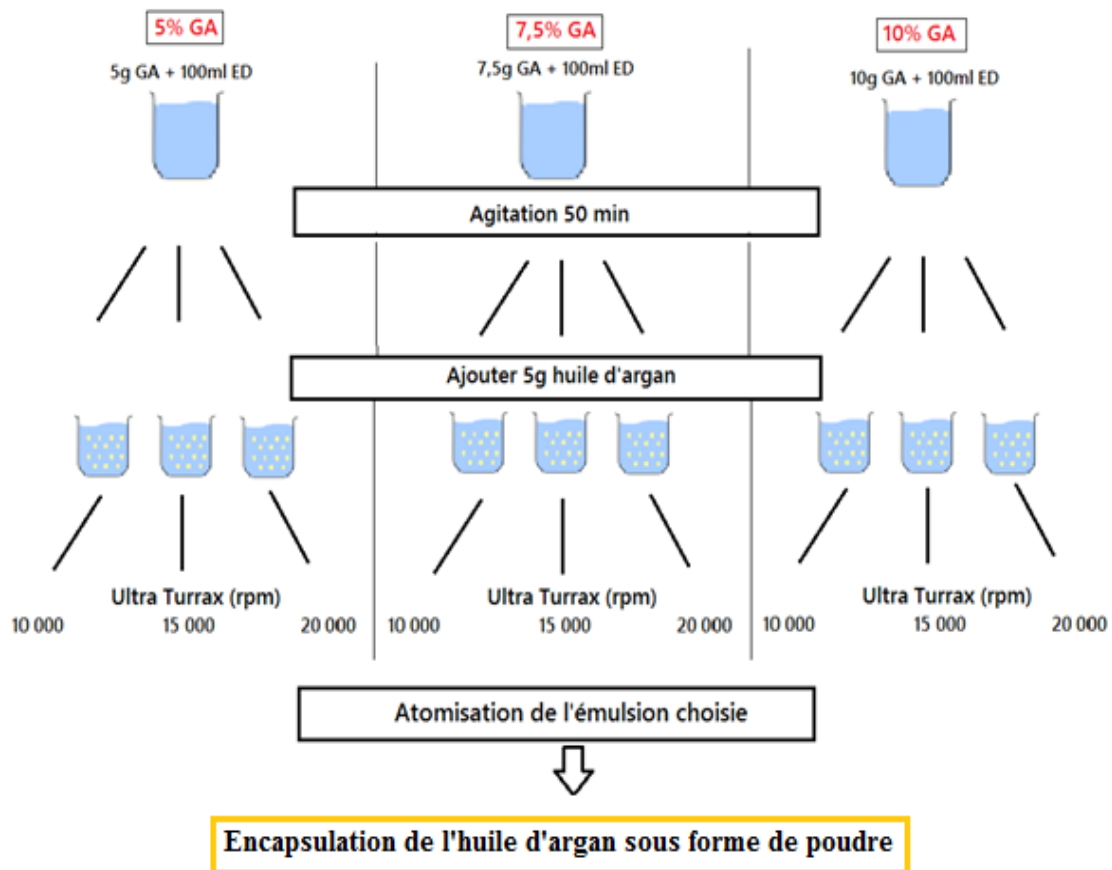 5% GA
7,5% GA
10% GA
5g GA + 100ml ED
7,5g GA + 100ml ED
10g GA + 100ml ED
Agitation 50 min
Ajouter 5g huile d'argan
Ultra Turrax (rpm)
10 000 15 000 20 000
Ultra Turrax (rpm)
10 000 15 000 20 000
Ultra Turrax (rpm)
10 000 15 000 20 000
Atomisation de l'émulsion choisie
Encapsulation de l'huile d'argan sous forme de poudre